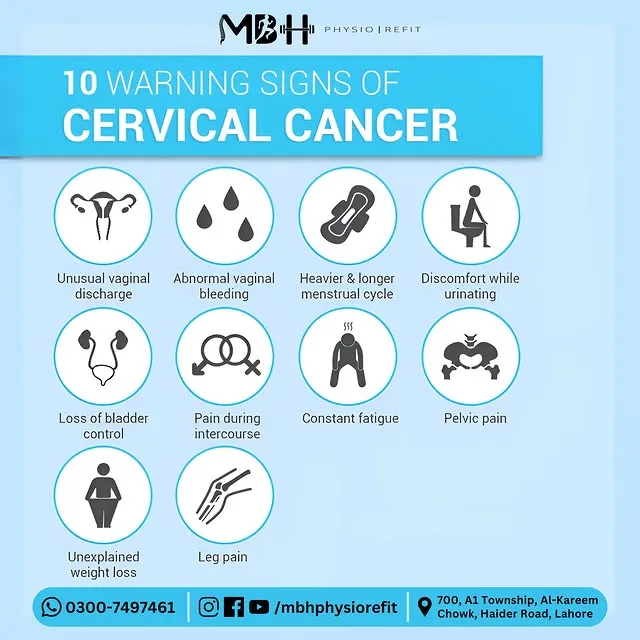 MBH PHYSIO | REFIT
10 WARNING SIGNS OF
CERVICAL CANCER
Unusual vaginal
discharge
Abnormal vaginal
bleeding
Heavier & longer
menstrual cycle
Discomfort while
urinating
Loss of bladder
control
Pain during
intercourse
Constant fatigue
Pelvic pain
Unexplained
weight loss
Leg pain
0300-7497461
/mbhphysiorefit
700, A1 Township, Al-Kareem
Chowk, Haider Road, Lahore